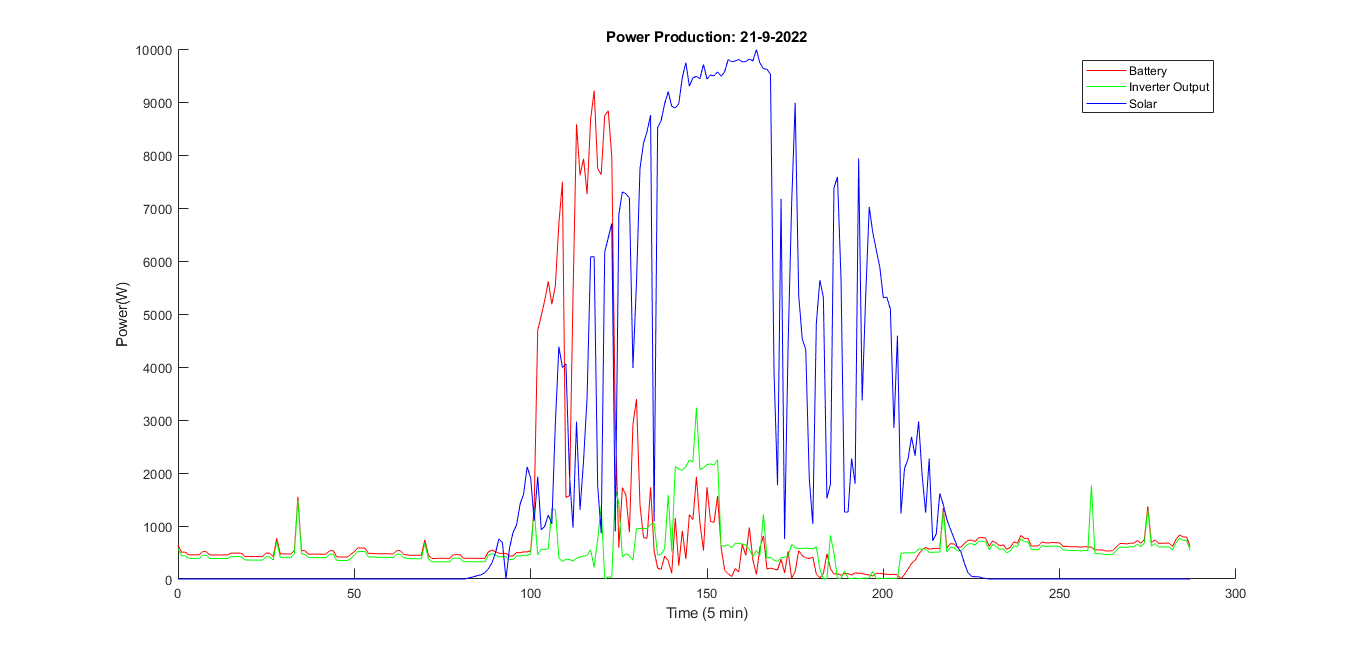 Power Production: 21-9-2022
Battery
Inverter Output
Solar
10000
9000
8000
7000
6000
5000
4000
3000
2000
1000
0
Power(W)
0 50 100 150 200 250 300
Time (5 min)